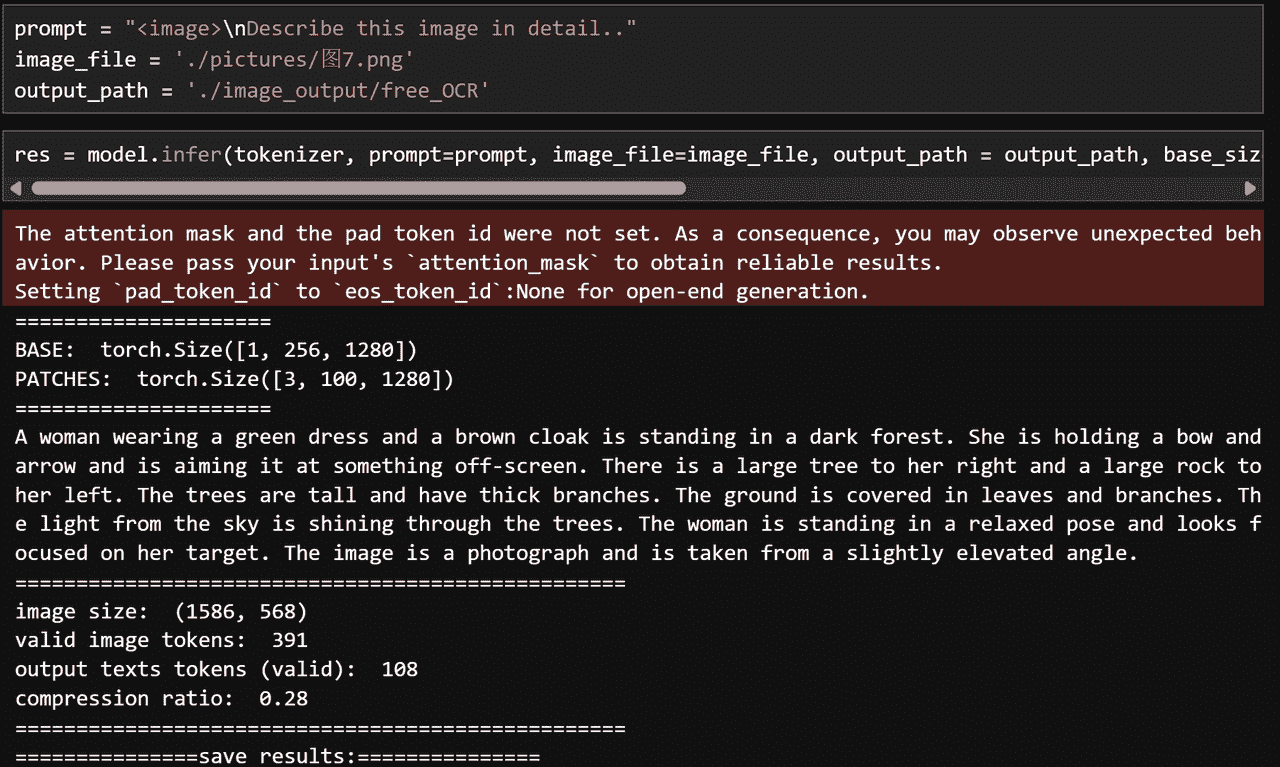 prompt = "<image>\nDescribe this image in detail.."
image_file = './pictures/图7.png'
output_path = './image_output/free_OCR'
res = model.infer(tokenizer, prompt=prompt, image_file=image_file, output_path = output_path, base_siz
The attention mask and the pad token id were not set. As a consequence, you may observe unexpected beh
avior. Please pass your input's `attention_mask` to obtain reliable results.
Setting `pad_token_id` to `eos_token_id`:None for open-end generation.
=====================
BASE:  torch.Size([1, 256, 1280])
PATCHES:  torch.Size([3, 100, 1280])
=====================
A woman wearing a green dress and a brown cloak is standing in a dark forest. She is holding a bow and
arrow and is aiming it at something off-screen. There is a large tree to her right and a large rock to
her left. The trees are tall and have thick branches. The ground is covered in leaves and branches. Th
e light from the sky is shining through the trees. The woman is standing in a relaxed pose and looks f
ocused on her target. The image is a photograph and is taken from a slightly elevated angle.
==================================================
image size:  (1586, 568)
valid image tokens:  391
output texts tokens (valid):  108
compression ratio:  0.28
==================================================
===============save results:===============